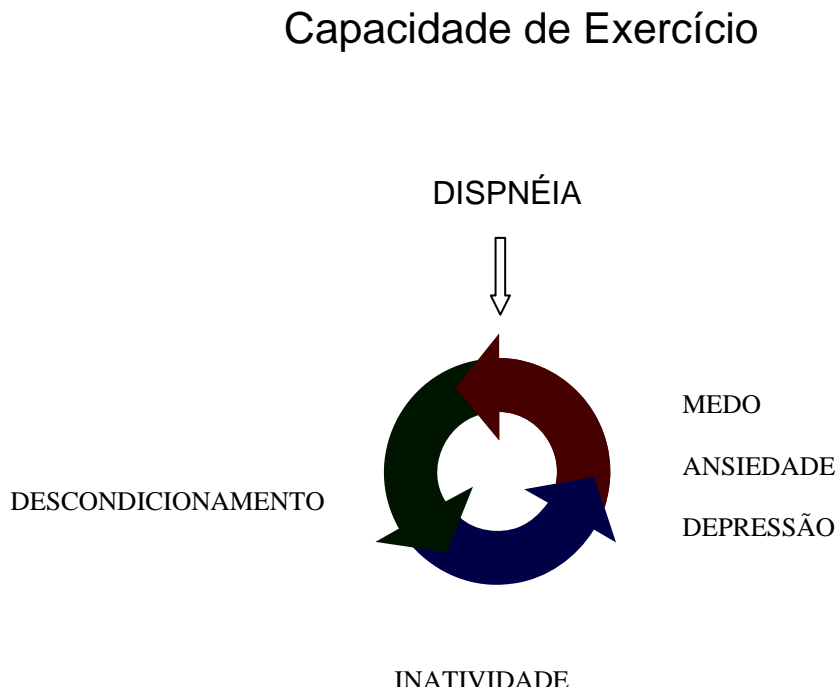 Capacidade de Exercício
DISPNÉIA
MEDO
ANSIEDADE
DESCONDICIONAMENTO
DEPRESSÃO
INATIVIDADE